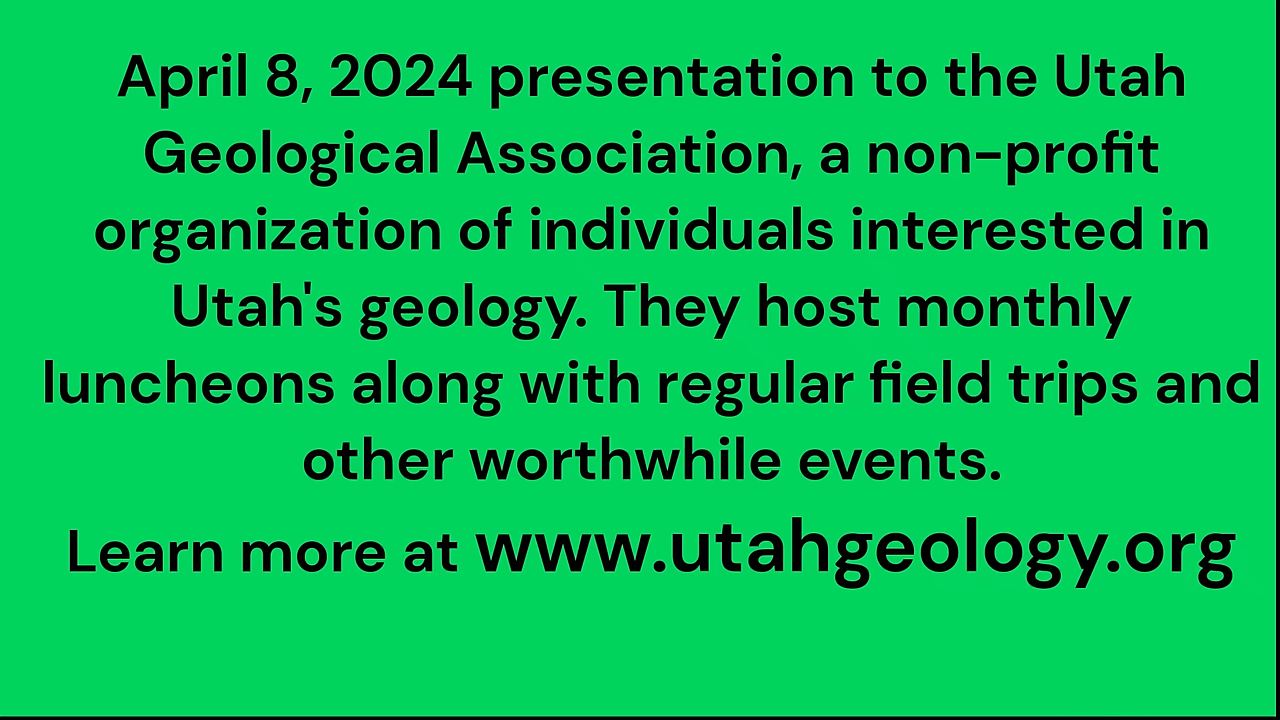 April 8, 2024 presentation to the Utah
Geological Association, a non-profit
organization of individuals interested in
Utah's geology. They host monthly
luncheons along with regular field trips and
other worthwhile events.
Learn more at www.utahgeology.org